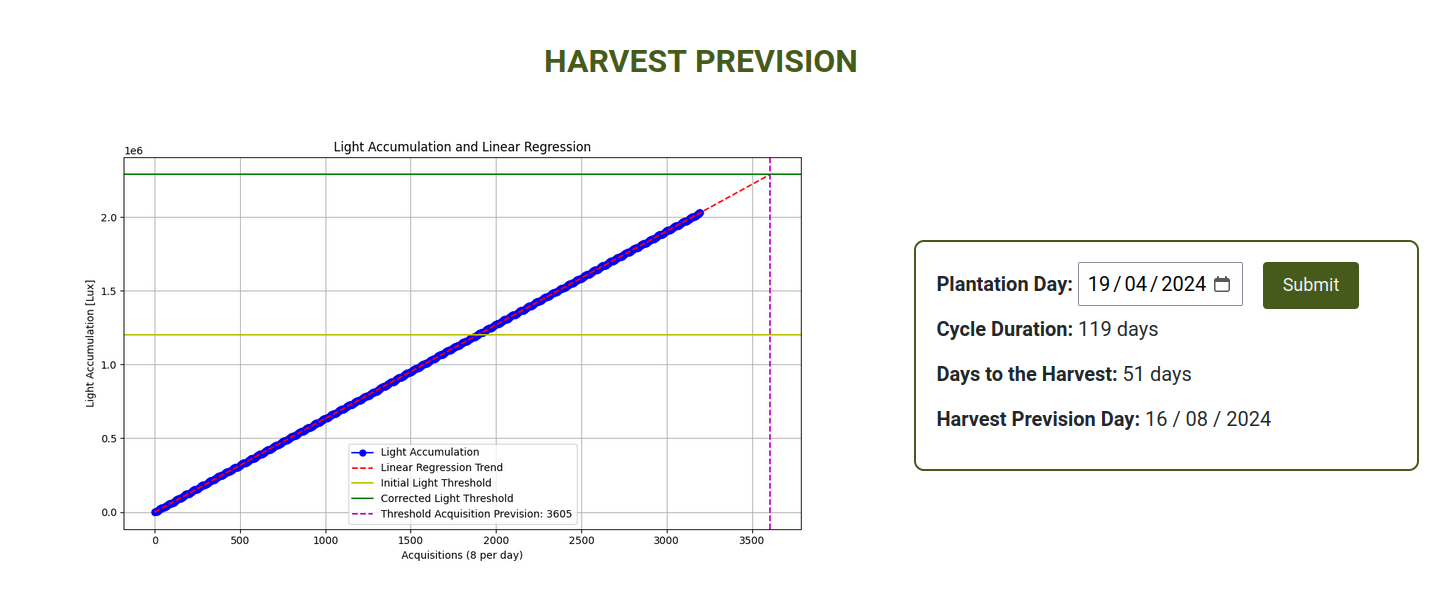 HARVEST PREVISION
Light Accumulation and Linear Regression
1e6
2.0
1.5
1.0
0.5
0.0
Light Accumulation [Lux]
0 500 1000 1500 2000 2500 3000 3500
Acquisitions (8 per day)
Light Accumulation
Linear Regression Trend
Initial Light Threshold
Corrected Light Threshold
Threshold Acquisition Prevision: 3605
Plantation Day: 19/04/2024 Submit
Cycle Duration: 119 days
Days to the Harvest: 51 days
Harvest Prevision Day: 16 / 08 / 2024